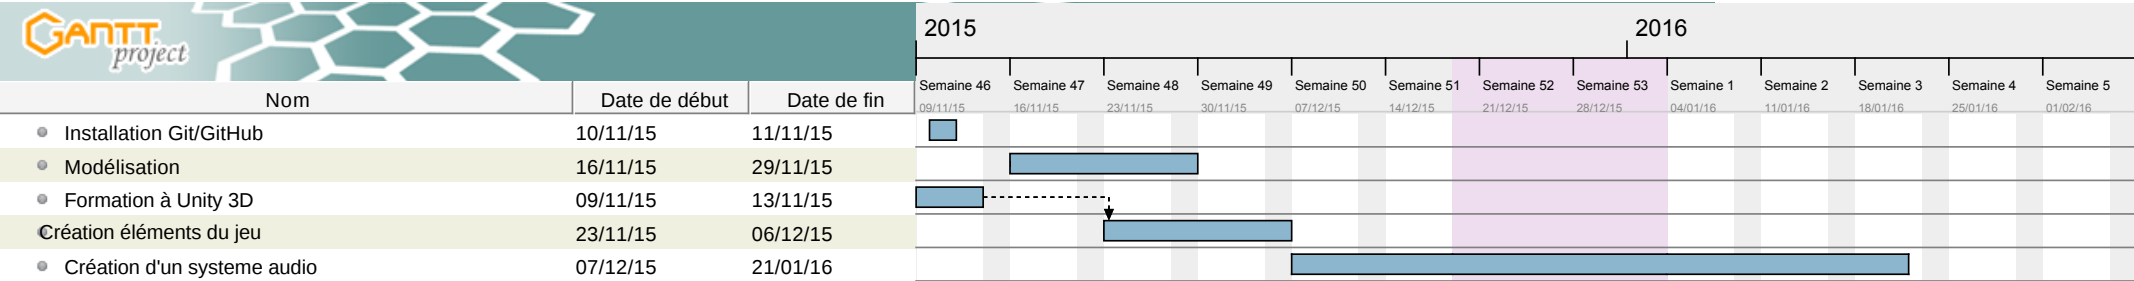 GANTT
project
2015 2016
Semaine 46 Semaine 47 Semaine 48 Semaine 49 Semaine 50 Semaine 51 Semaine 52 Semaine 53 Semaine 1 Semaine 2 Semaine 3 Semaine 4 Semaine 5
Nom Date de début Date de fin
09/11/15 16/11/15 23/11/15 30/11/15 07/12/15 14/12/15 21/12/15 28/12/15 04/01/16 11/01/16 18/01/16 25/01/16 01/02/16
Installation Git/GitHub 10/11/15 11/11/15
Modélisation 16/11/15 29/11/15
Formation à Unity 3D 09/11/15 13/11/15
Création éléments du jeu 23/11/15 06/12/15
Création d'un systeme audio 07/12/15 21/01/16